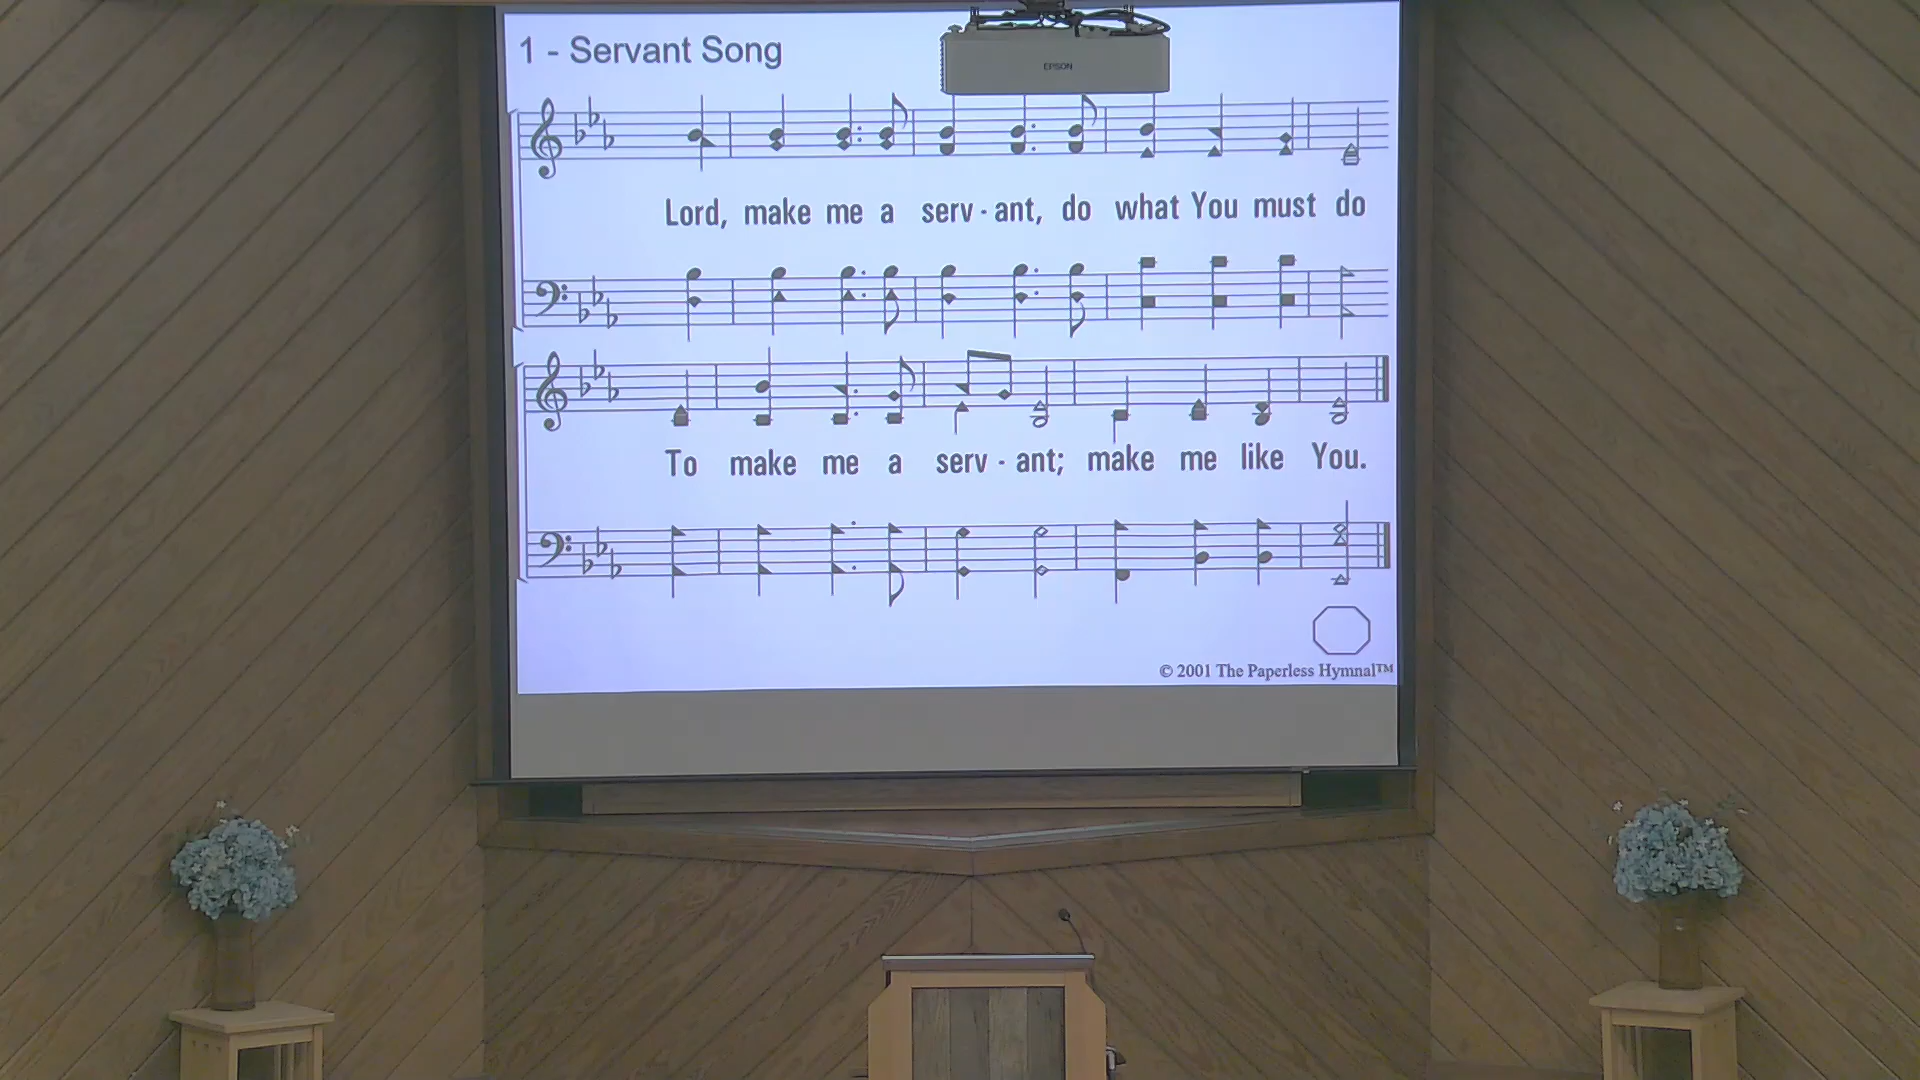 1 - Servant Song
EPSON
Lord, make me a serv - ant, do what You must do
To make me a serv - ant; make me like You.
© 2001 The Paperless Hymnal™